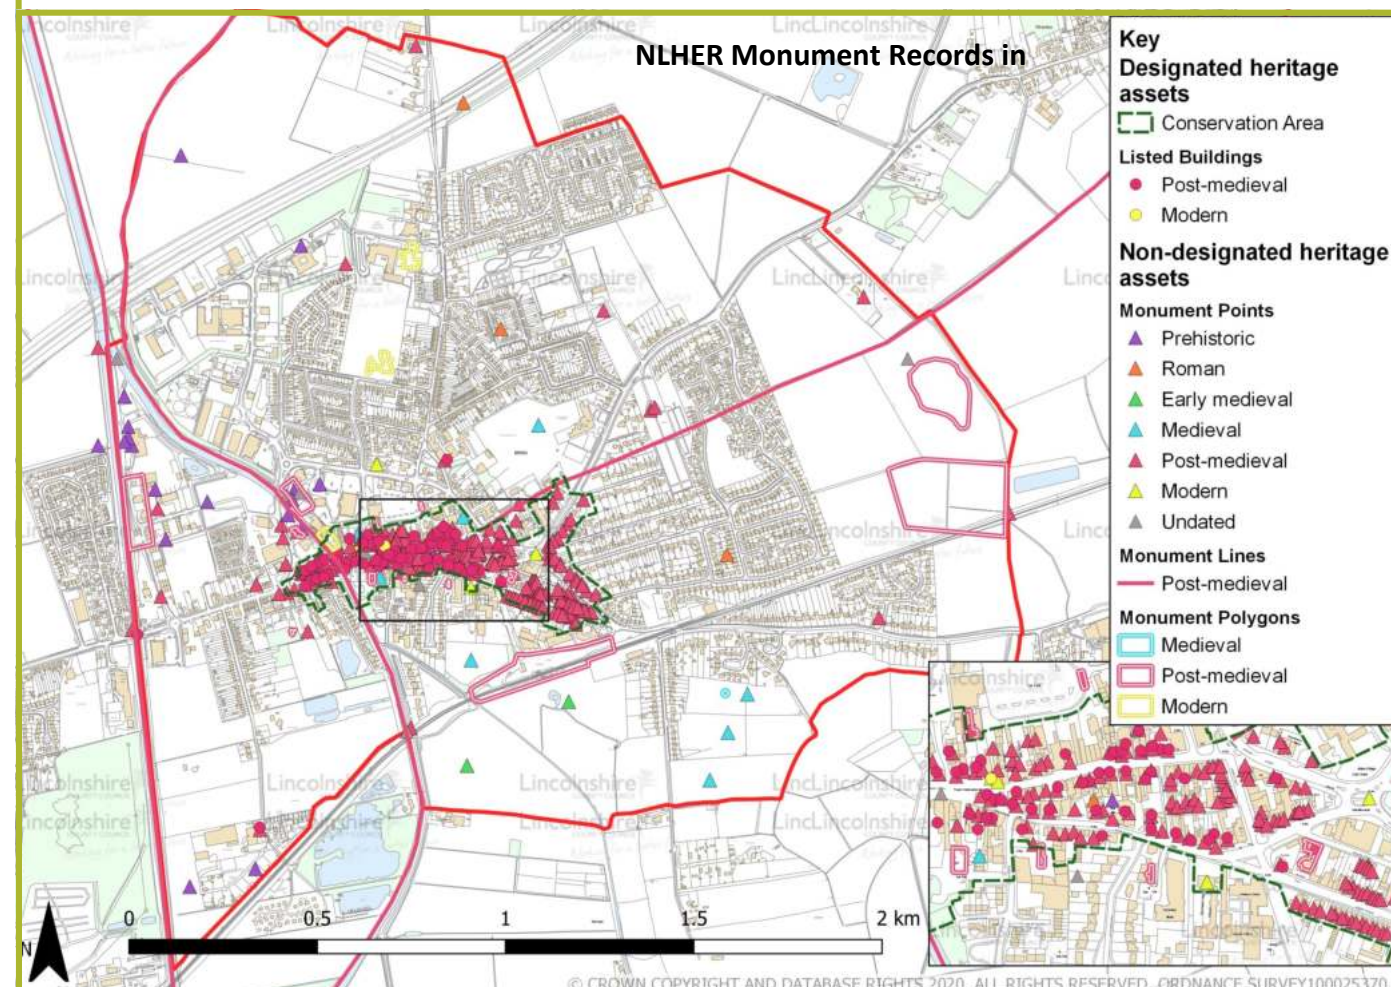 NLHER Monument Records in
Key
Designated heritage
assets
Conservation Area
Listed Buildings
Post-medieval
Modern
Non-designated heritage
assets
Monument Points
Prehistoric
Roman
Early medieval
Medieval
Post-medieval
Modern
Undated
Monument Lines
Post-medieval
Monument Polygons
Medieval
Post-medieval
Modern
Lincolnshire
COUNTY COUNCIL
N
0 0.5 1 1.5 2 km
© CROWN COPYRIGHT AND DATABASE RIGHTS 2020. ALL RIGHTS RESERVED. ORDNANCE SURVEY100025370